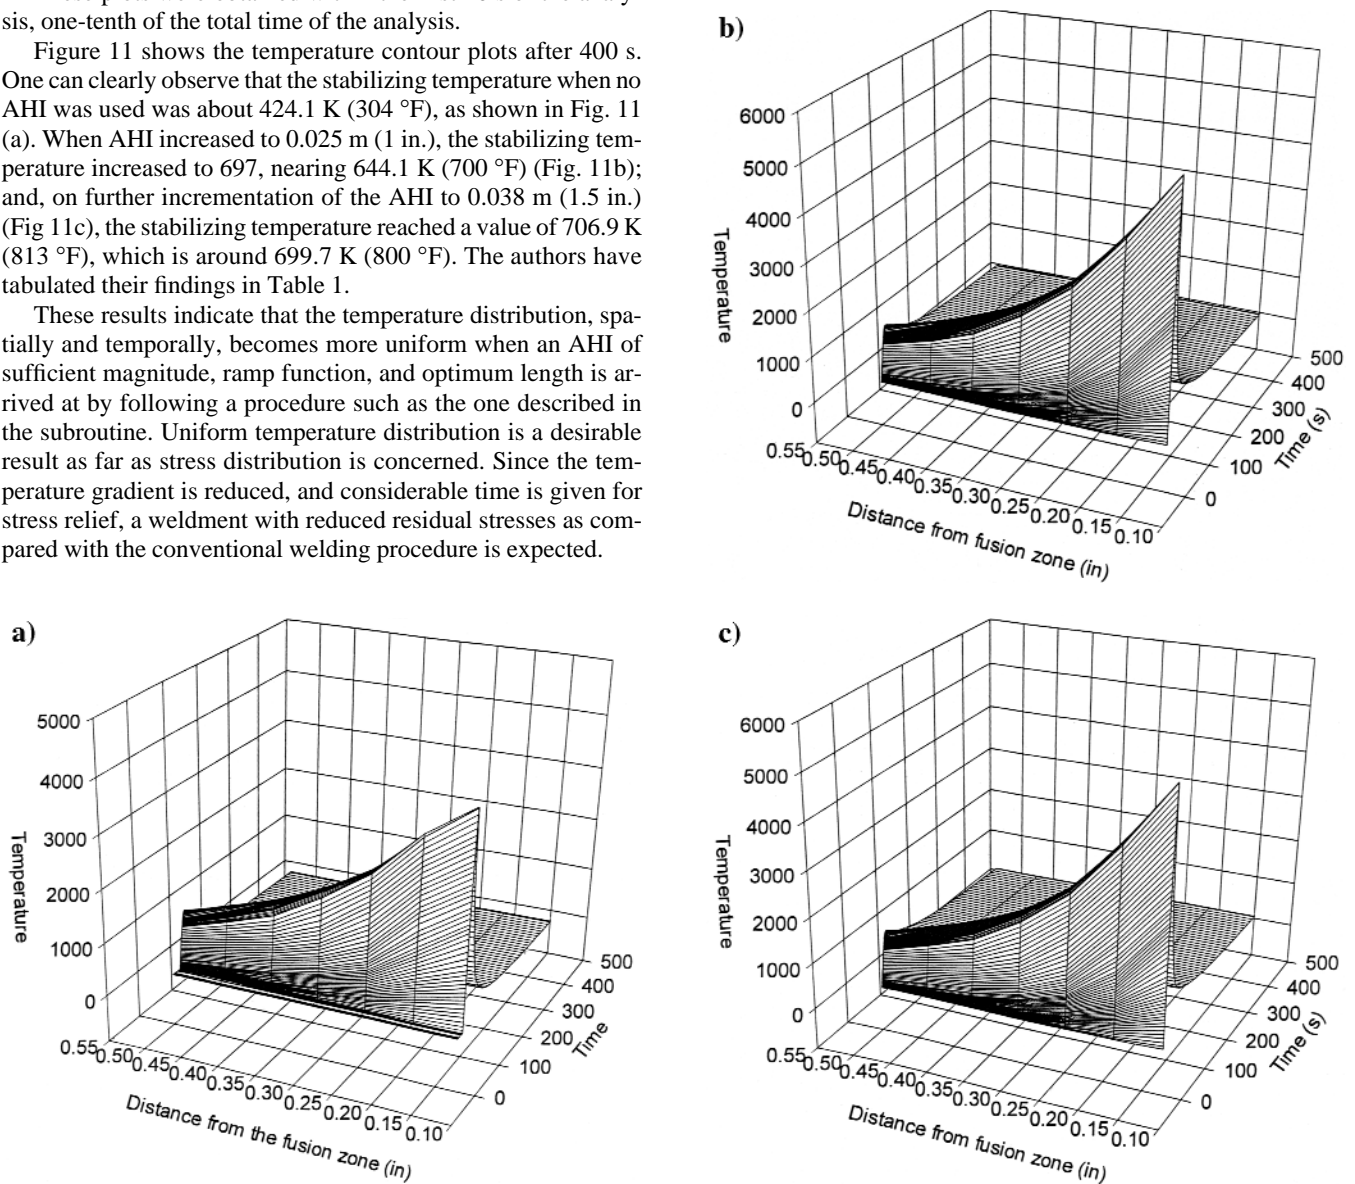 sis, one-tenth of the total time of the analysis.
Figure 11 shows the temperature contour plots after 400 s.
One can clearly observe that the stabilizing temperature when no
AHI was used was about 424.1 K (304 °F), as shown in Fig. 11
(a). When AHI increased to 0.025 m (1 in.), the stabilizing tem-
perature increased to 697, nearing 644.1 K (700 °F) (Fig. 11b);
and, on further incrementation of the AHI to 0.038 m (1.5 in.)
(Fig 11c), the stabilizing temperature reached a value of 706.9 K
(813 °F), which is around 699.7 K (800 °F). The authors have
tabulated their findings in Table 1.
These results indicate that the temperature distribution, spa-
tially and temporally, becomes more uniform when an AHI of
sufficient magnitude, ramp function, and optimum length is ar-
rived at by following a procedure such as the one described in
the subroutine. Uniform temperature distribution is a desirable
result as far as stress distribution is concerned. Since the tem-
perature gradient is reduced, and considerable time is given for
stress relief, a weldment with reduced residual stresses as com-
pared with the conventional welding procedure is expected.
b)
6000
5000
4000
3000
2000
1000
0
Temperature
0.55
0.50
0.45
0.40
0.35
0.30
0.25
0.20
0.15
0.10
Distance from fusion zone (in)
500
400
300
200
100
0
Time (s)
a)
5000
4000
3000
2000
1000
0
Temperature
0.55
0.50
0.45
0.40
0.35
0.30
0.25
0.20
0.15
0.10
Distance from the fusion zone (in)
500
400
300
200
100
0
Time
c)
6000
5000
4000
3000
2000
1000
0
Temperature
0.55
0.50
0.45
0.40
0.35
0.30
0.25
0.20
0.15
0.10
Distance from fusion zone (in)
500
400
300
200
100
0
Time (s)